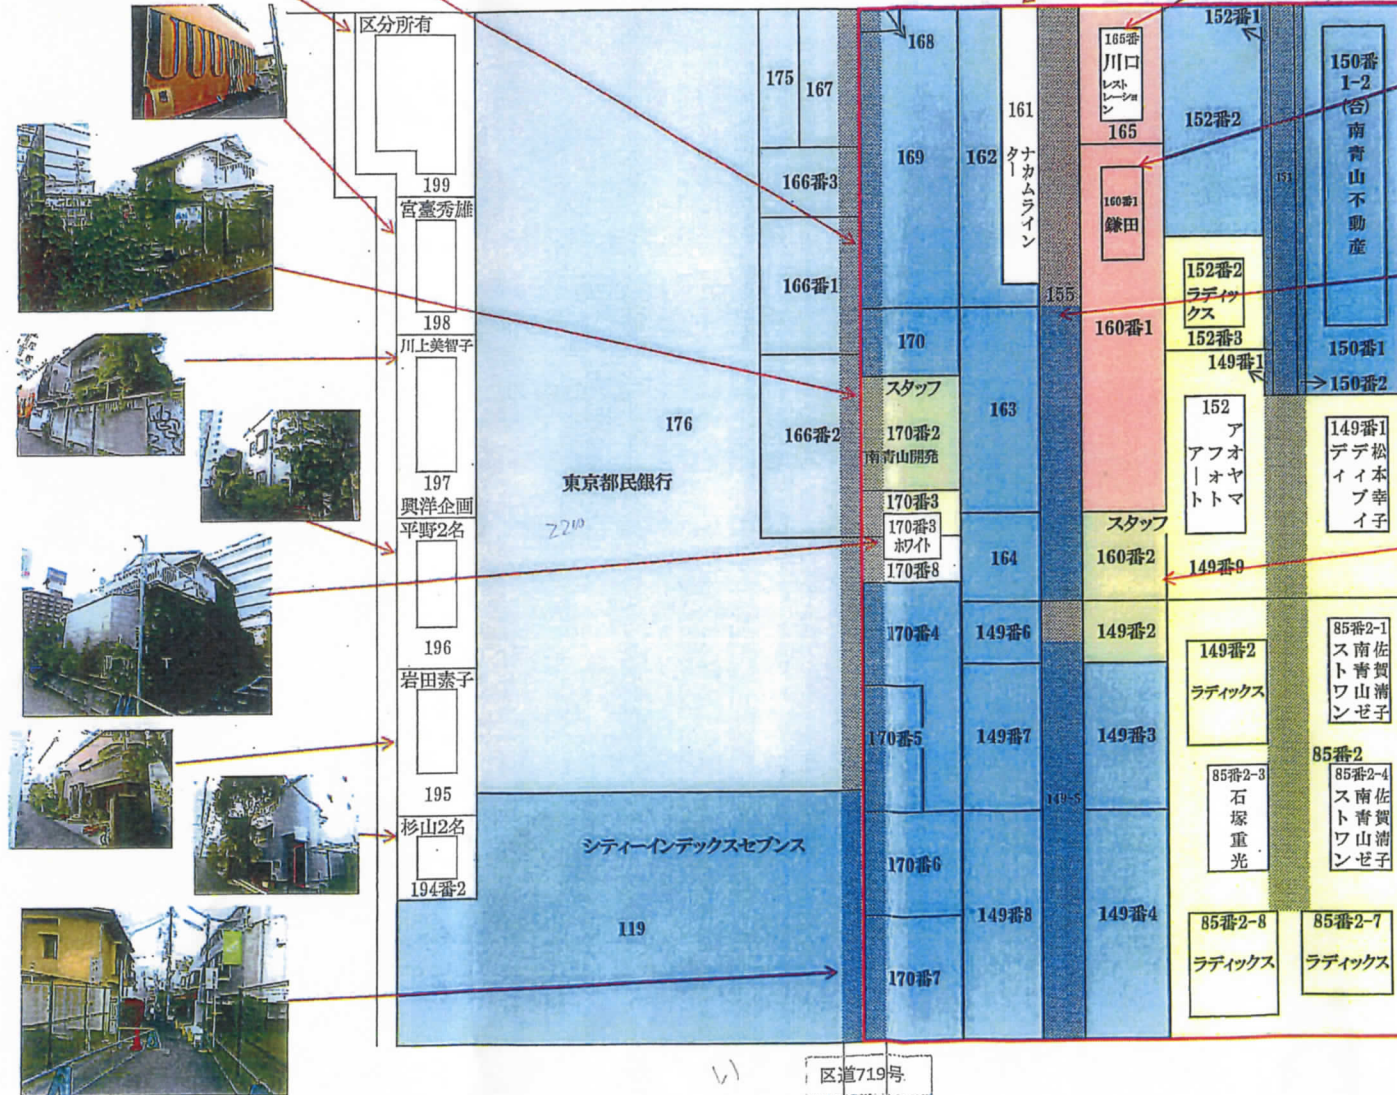 区分所有
199
宮臺秀雄
198
川上美智子
197
興洋企画
平野2名
196
岩田素子
195
杉山2名
194番2
175
167
166番3
166番1
166番2
176
東京都民銀行
2200
シティーインデックスセブンス
119
168
169
170
スタッフ
170番2
南青山開発
170番3
170番3
ホワイト
170番8
170番4
170番5
170番6
170番7
162
161
ナカムラインター
163
164
149番6
149番7
149番8
155
149-5
165番
川口
レスト
レーション
165
160番1
鎌田
160番1
スタッフ
160番2
149番2
149番3
149番4
152番1
152番2
152番2
ラディックス
152番3
149番1
152
アオヤマ
フォト
アート
149番9
149番2
ラディックス
85番2-3
石塚重光
85番2-8
ラディックス
151
150番
1-2
(合)
南青山不動産
150番1
150番2
149番1
松本幸子
ディブイ
ディ
85番2-1
佐賀清子
南青山ゼ
ストワン
85番2
85番2-4
佐賀清子
南青山ゼ
ストワン
85番2-7
ラディックス
区道719号